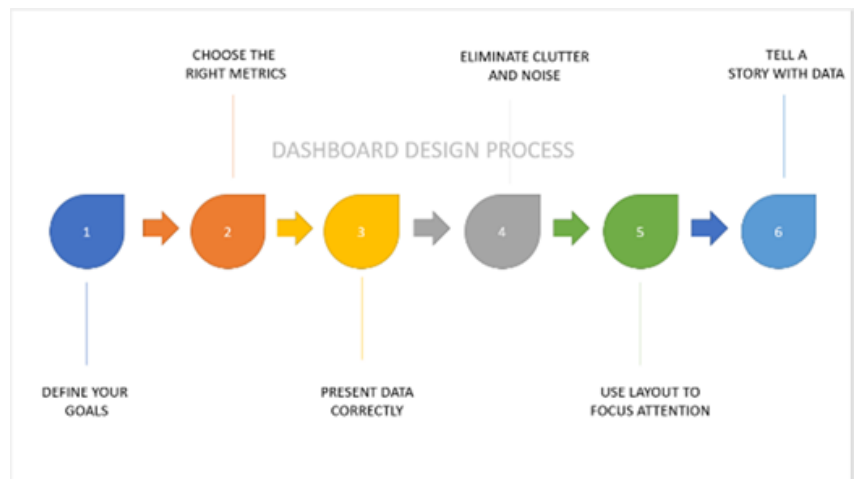 CHOOSE THE
RIGHT METRICS
ELIMINATE CLUTTER
AND NOISE
TELL A
STORY WITH DATA
DASHBOARD DESIGN PROCESS
1
2
3
4
5
6
DEFINE YOUR
GOALS
PRESENT DATA
CORRECTLY
USE LAYOUT TO
FOCUS ATTENTION